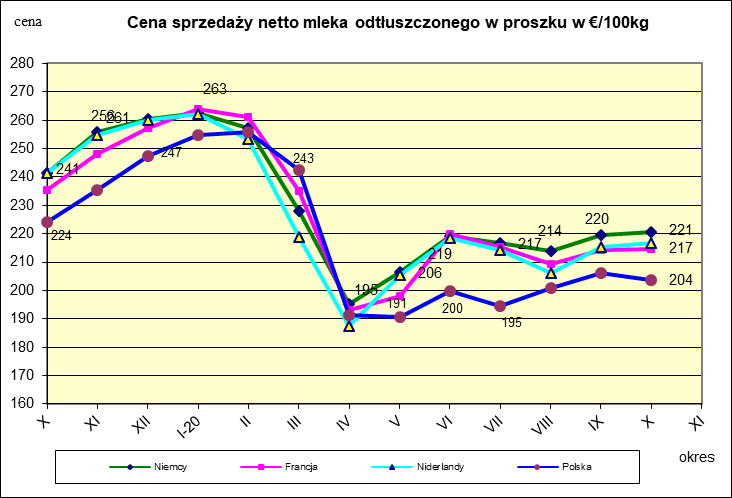 cena
Cena sprzedaży netto mleka odtłuszczonego w proszku w €/100kg
280
270
260
250
240
230
220
210
200
190
180
170
160
241
224
256
261
247
263
243
195
191
206
219
200
217
195
214
220
221
217
204
X
XI
XII
I-20
II
III
IV
V
VI
VII
VIII
IX
X
XI
okres
Niemcy Francja Niderlandy Polska